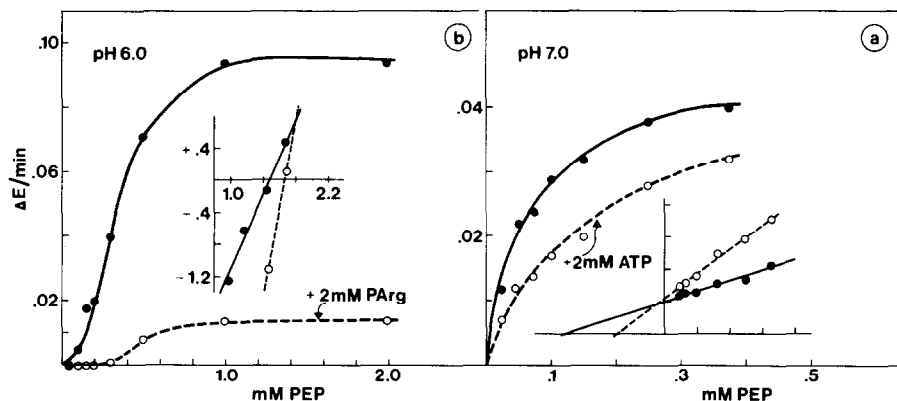 .10
.06
.02
ΔE/min
pH 6.0
b
+ .4
- .4
- 1.2
1.0
2.2
+ 2mM PArg
1.0
2.0
mM PEP
pH 7.0
a
.04
.02
+2mM ATP
.1
.3
.5
mM PEP